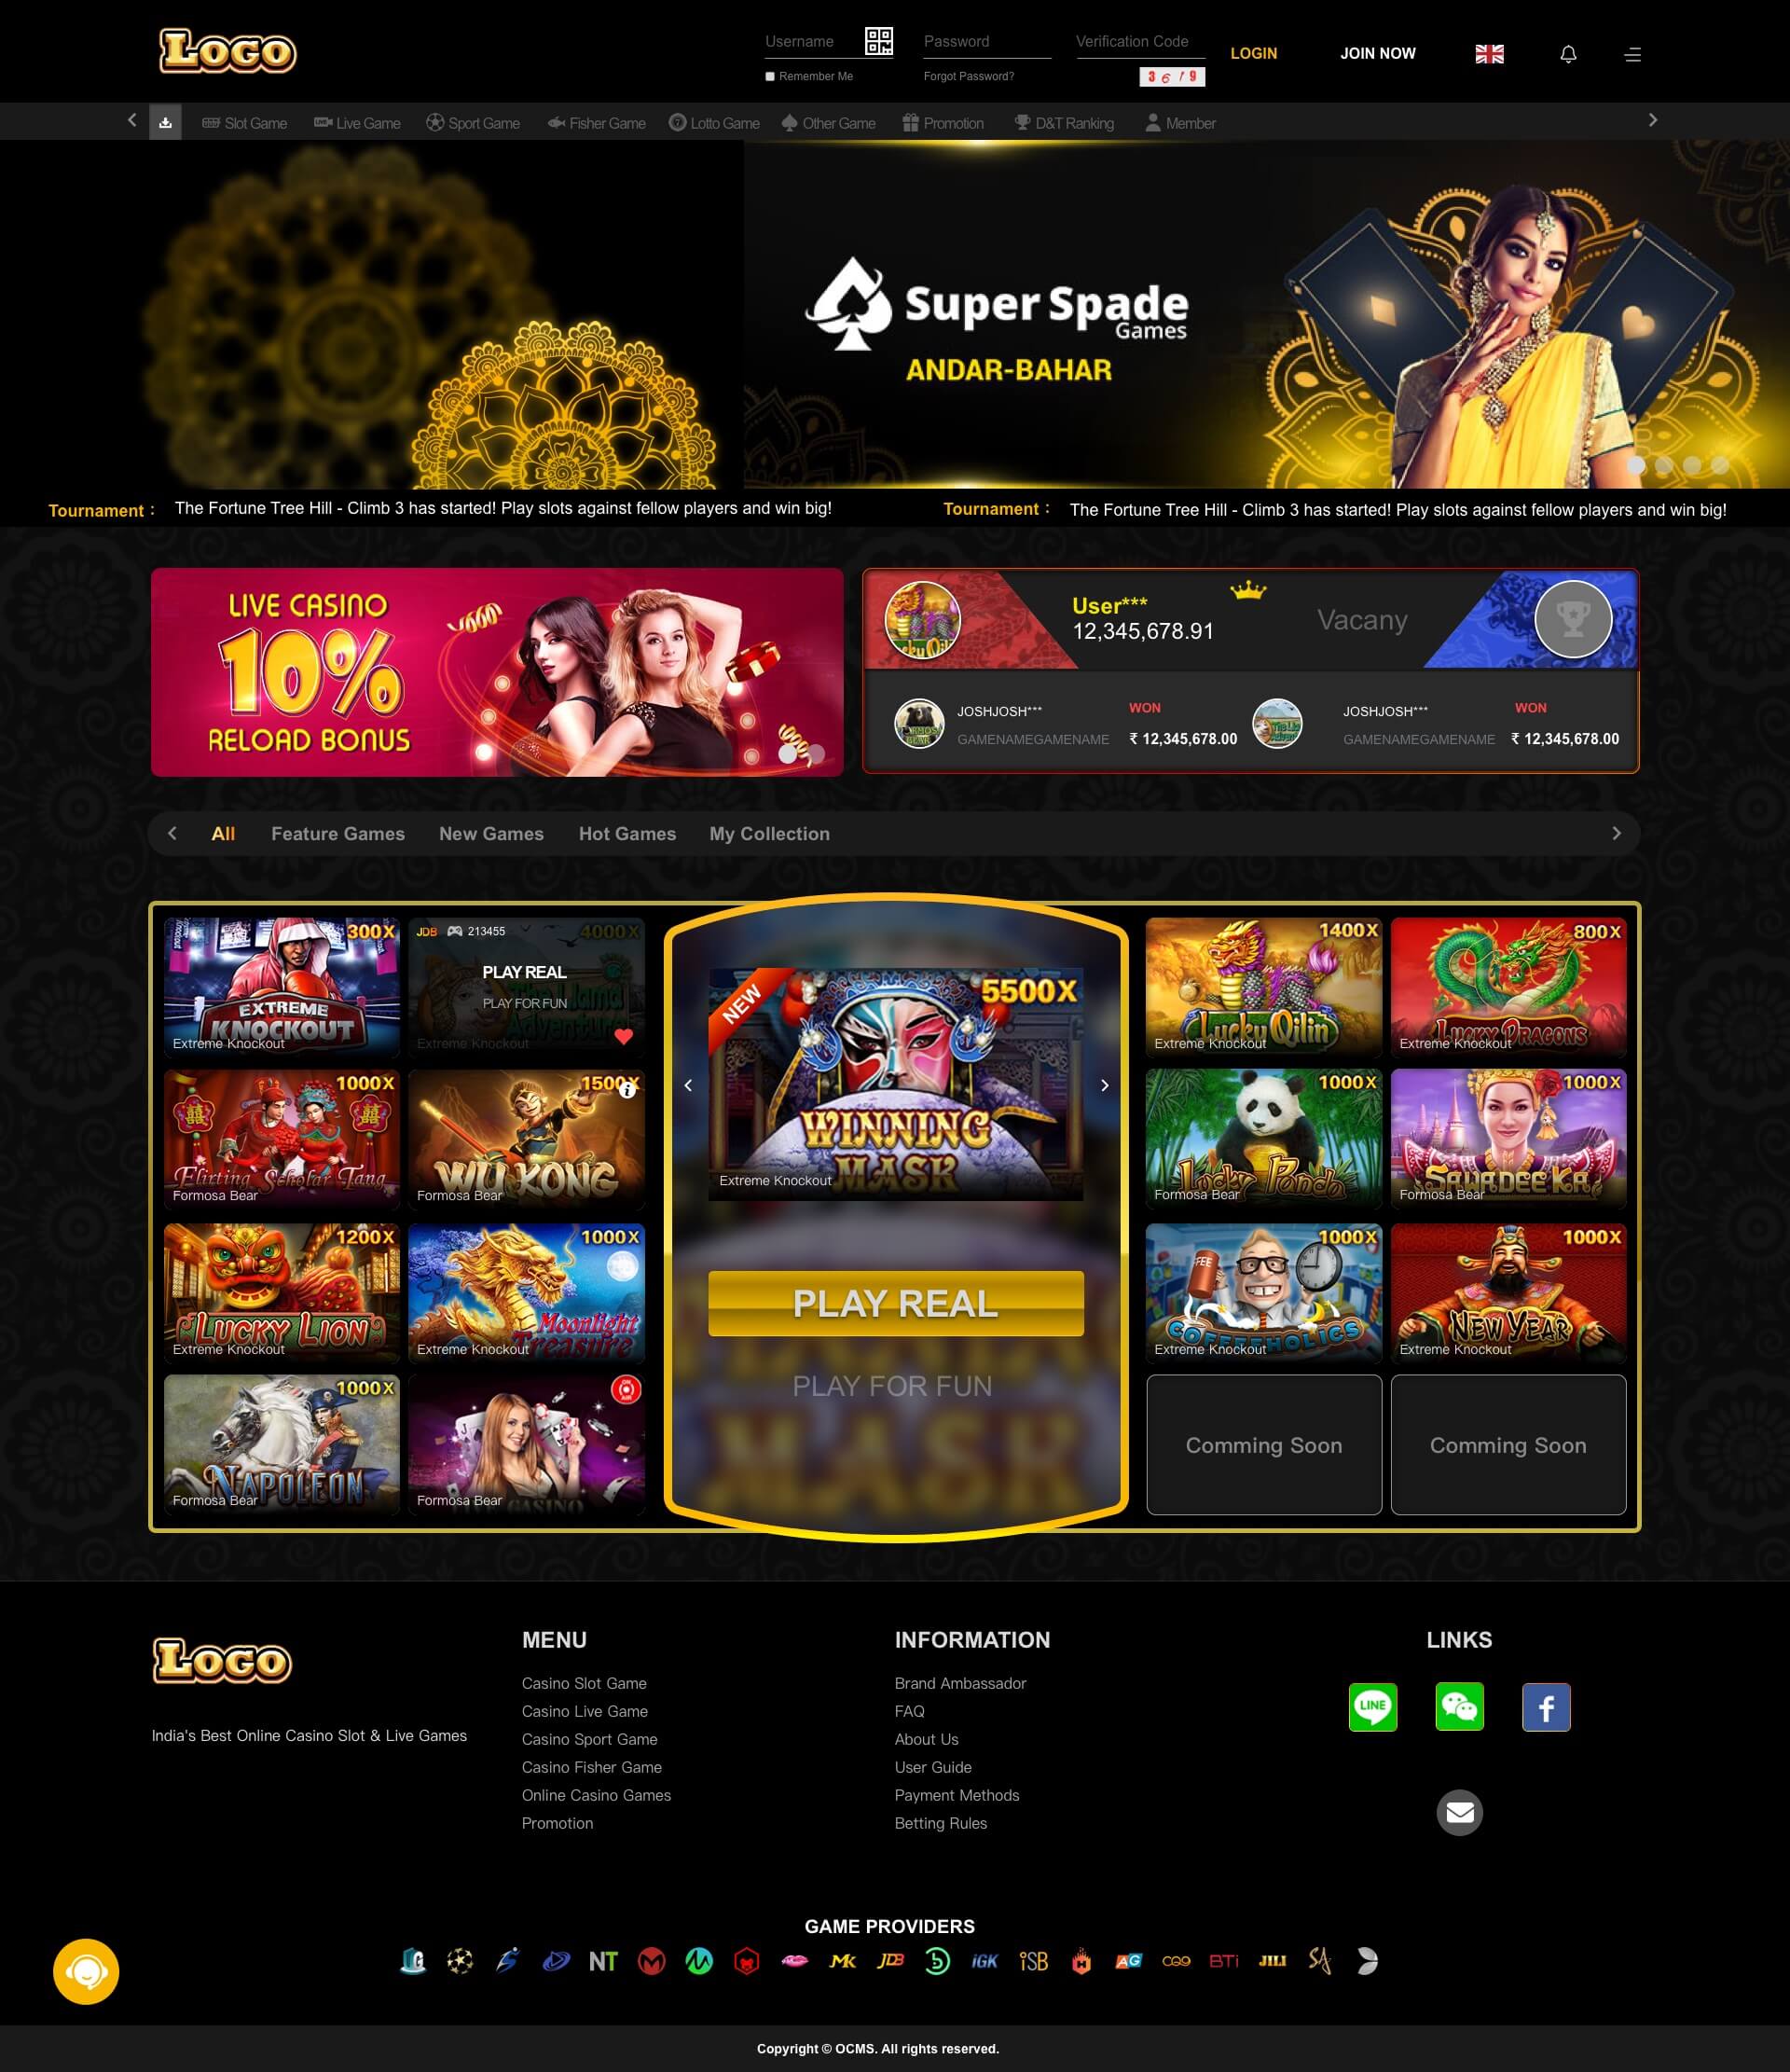 LOGO
Username
Password
Verification Code
LOGIN
JOIN NOW
Remember Me
Forgot Password?
3 6 1 9
Slot Game
Live Game
Sport Game
Fisher Game
Lotto Game
Other Game
Promotion
D&T Ranking
Member
Super Spade
Games
ANDAR-BAHAR
Tournament : The Fortune Tree Hill - Climb 3 has started! Play slots against fellow players and win big!
Tournament : The Fortune Tree Hill - Climb 3 has started! Play slots against fellow players and win big!
LIVE CASINO
10%
RELOAD BONUS
User***
12,345,678.91
Vacany
JOSHJOSH***
WON
GAMENAMEGAMENAME
₹ 12,345,678.00
JOSHJOSH***
WON
GAMENAMEGAMENAME
₹ 12,345,678.00
All
Feature Games
New Games
Hot Games
My Collection
300X
EXTREME
KNOCKOUT
Extreme Knockout
JDB 213455
4000X
PLAY REAL
PLAY FOR FUN
Extreme Knockout
1000X
Flirting Scholar Tang
Formosa Bear
1500X
WU KONG
Formosa Bear
1200X
LUCKY LION
Extreme Knockout
1000X
Moonlight
Treasure
Extreme Knockout
1000X
NAPOLEON
Formosa Bear
ON AIR
CASINO
Formosa Bear
NEW
5500X
WINNING
MASK
Extreme Knockout
PLAY REAL
PLAY FOR FUN
1400X
Lucky Qilin
Extreme Knockout
800X
LUCKY DRAGONS
Extreme Knockout
1000X
Lucky Panda
Formosa Bear
1000X
SAWADEE KA
Formosa Bear
1000X
COFFEEHOLICS
Extreme Knockout
1000X
NEW YEAR
Extreme Knockout
Comming Soon
Comming Soon
LOGO
India's Best Online Casino Slot & Live Games
MENU
Casino Slot Game
Casino Live Game
Casino Sport Game
Casino Fisher Game
Online Casino Games
Promotion
INFORMATION
Brand Ambassador
FAQ
About Us
User Guide
Payment Methods
Betting Rules
LINKS
LINE
GAME PROVIDERS
NT
MK
JDB
iGK
iSB
AG
CQ9
BTi
JILI
SA
Copyright © OCMS. All rights reserved.